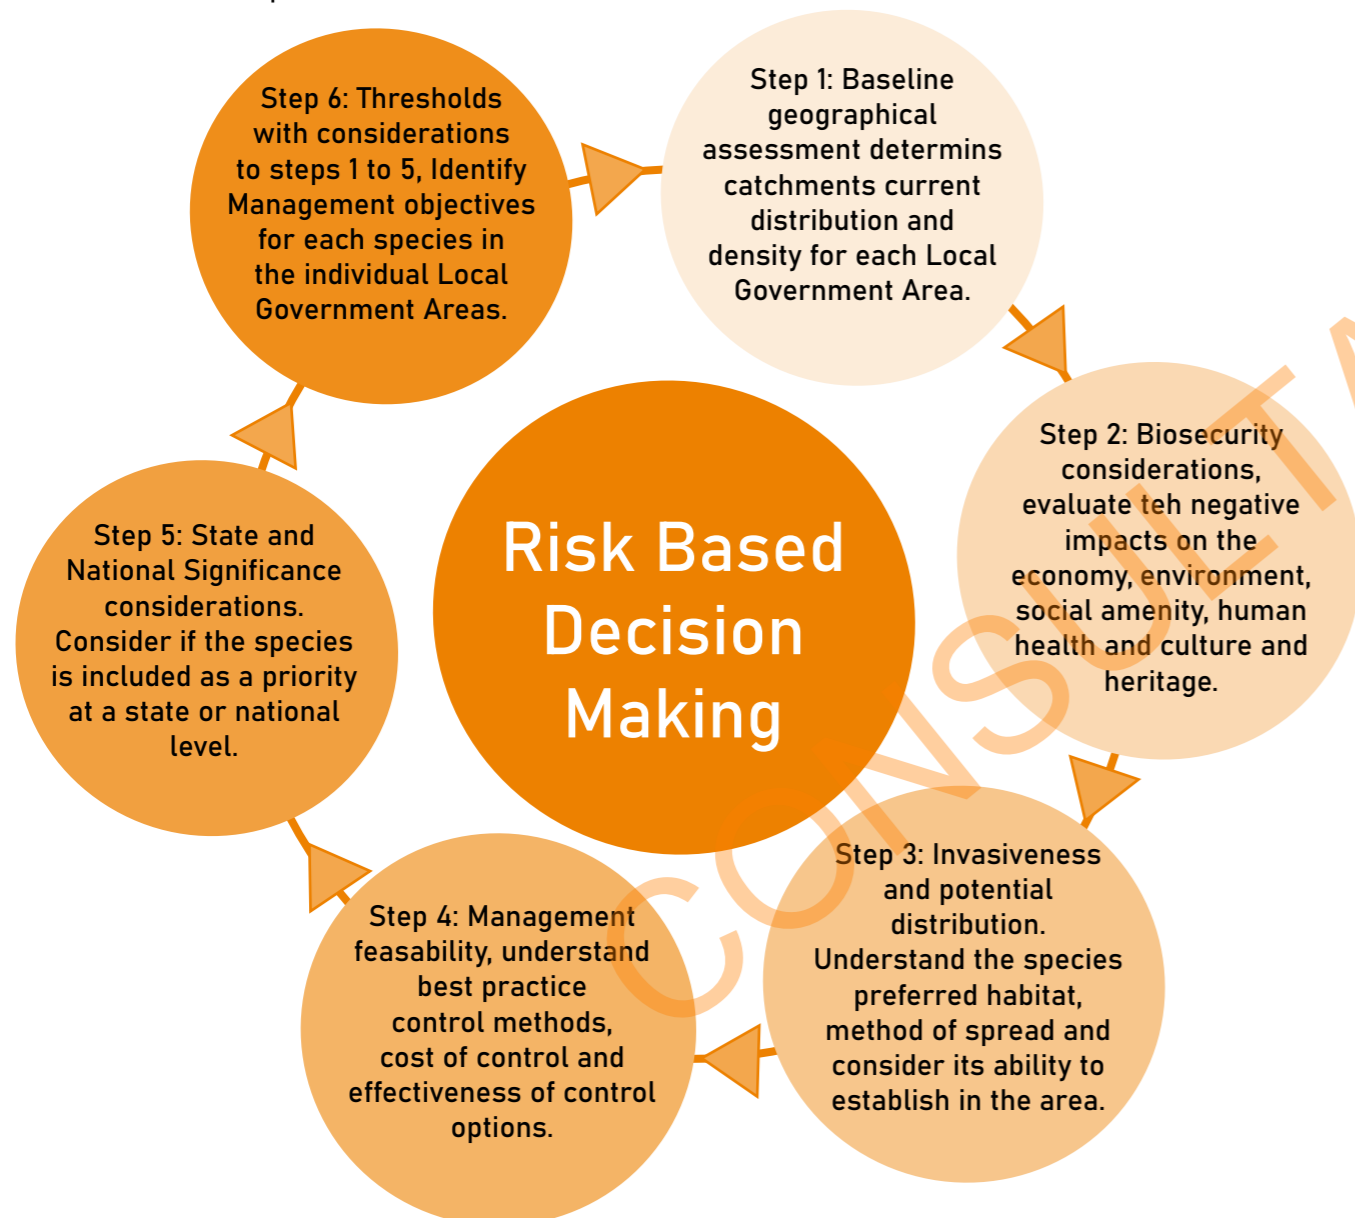 Risk Based
Decision
Making
Step 1: Baseline
geographical
assessment determins
catchments current
distribution and
density for each Local
Government Area.
Step 2: Biosecurity
considerations,
evaluate teh negative
impacts on the
economy, environment,
social amenity, human
health and culture and
heritage.
Step 3: Invasiveness
and potential
distribution.
Understand the species
preferred habitat,
method of spread and
consider its ability to
establish in the area.
Step 4: Management
feasability, understand
best practice
control methods,
cost of control and
effectiveness of control
options.
Step 5: State and
National Significance
considerations.
Consider if the species
is included as a priority
at a state or national
level.
Step 6: Thresholds
with considerations
to steps 1 to 5, Identify
Management objectives
for each species in
the individual Local
Government Areas.
CONSULTA